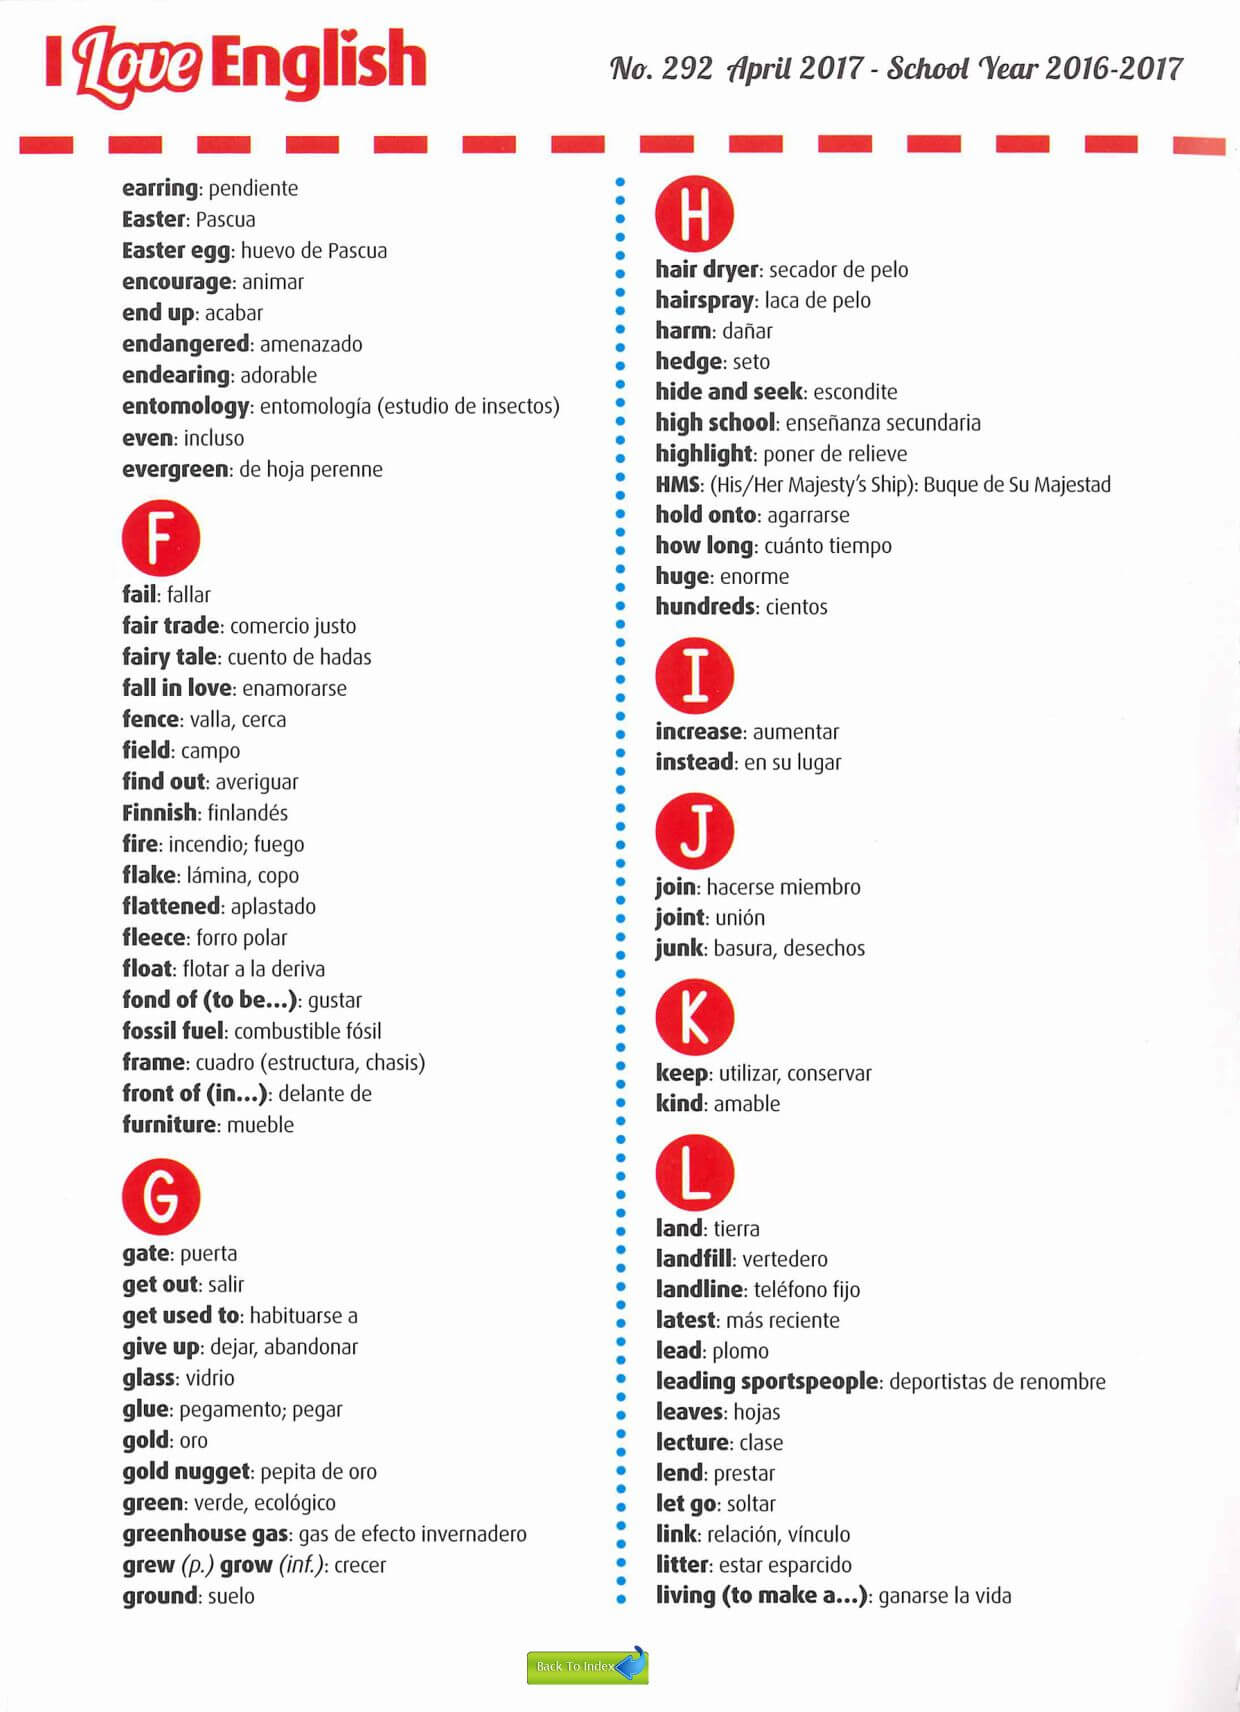 I Love English
No. 292 April 2017 - School Year 2016-2017
earring: pendiente
Easter: Pascua
Easter egg: huevo de Pascua
encourage: animar
end up: acabar
endangered: amenazado
endearing: adorable
entomology: entomología (estudio de insectos)
even: incluso
evergreen: de hoja perenne
F
fail: fallar
fair trade: comercio justo
fairy tale: cuento de hadas
fall in love: enamorarse
fence: valla, cerca
field: campo
find out: averiguar
Finnish: finlandés
fire: incendio; fuego
flake: lámina, copo
flattened: aplastado
fleece: forro polar
float: flotar a la deriva
fond of (to be...): gustar
fossil fuel: combustible fósil
frame: cuadro (estructura, chasis)
front of (in...): delante de
furniture: mueble
G
gate: puerta
get out: salir
get used to: habituarse a
give up: dejar, abandonar
glass: vidrio
glue: pegamento; pegar
gold: oro
gold nugget: pepita de oro
green: verde, ecológico
greenhouse gas: gas de efecto invernadero
grew (p.) grow (inf.): crecer
ground: suelo
H
hair dryer: secador de pelo
hairspray: laca de pelo
harm: dañar
hedge: seto
hide and seek: escondite
high school: enseñanza secundaria
highlight: poner de relieve
HMS: (His/Her Majesty's Ship): Buque de Su Majestad
hold onto: agarrarse
how long: cuánto tiempo
huge: enorme
hundreds: cientos
I
increase: aumentar
instead: en su lugar
J
join: hacerse miembro
joint: unión
junk: basura, desechos
K
keep: utilizar, conservar
kind: amable
L
land: tierra
landfill: vertedero
landline: teléfono fijo
latest: más reciente
lead: plomo
leading sportspeople: deportistas de renombre
leaves: hojas
lecture: clase
lend: prestar
let go: soltar
link: relación, vínculo
litter: estar esparcido
living (to make a...): ganarse la vida
Back To Index